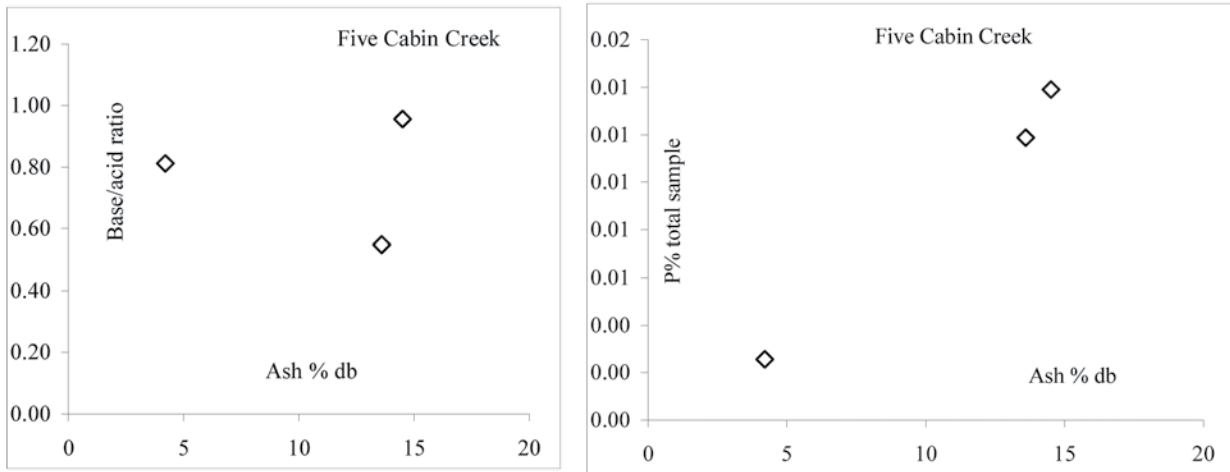 Five Cabin Creek
1.20
1.00
0.80
0.60
0.40
0.20
0.00
Base/acid ratio
Ash % db
0 5 10 15 20
Five Cabin Creek
0.02
0.01
0.01
0.01
0.01
0.01
0.00
0.00
0.00
P% total sample
Ash % db
0 5 10 15 20